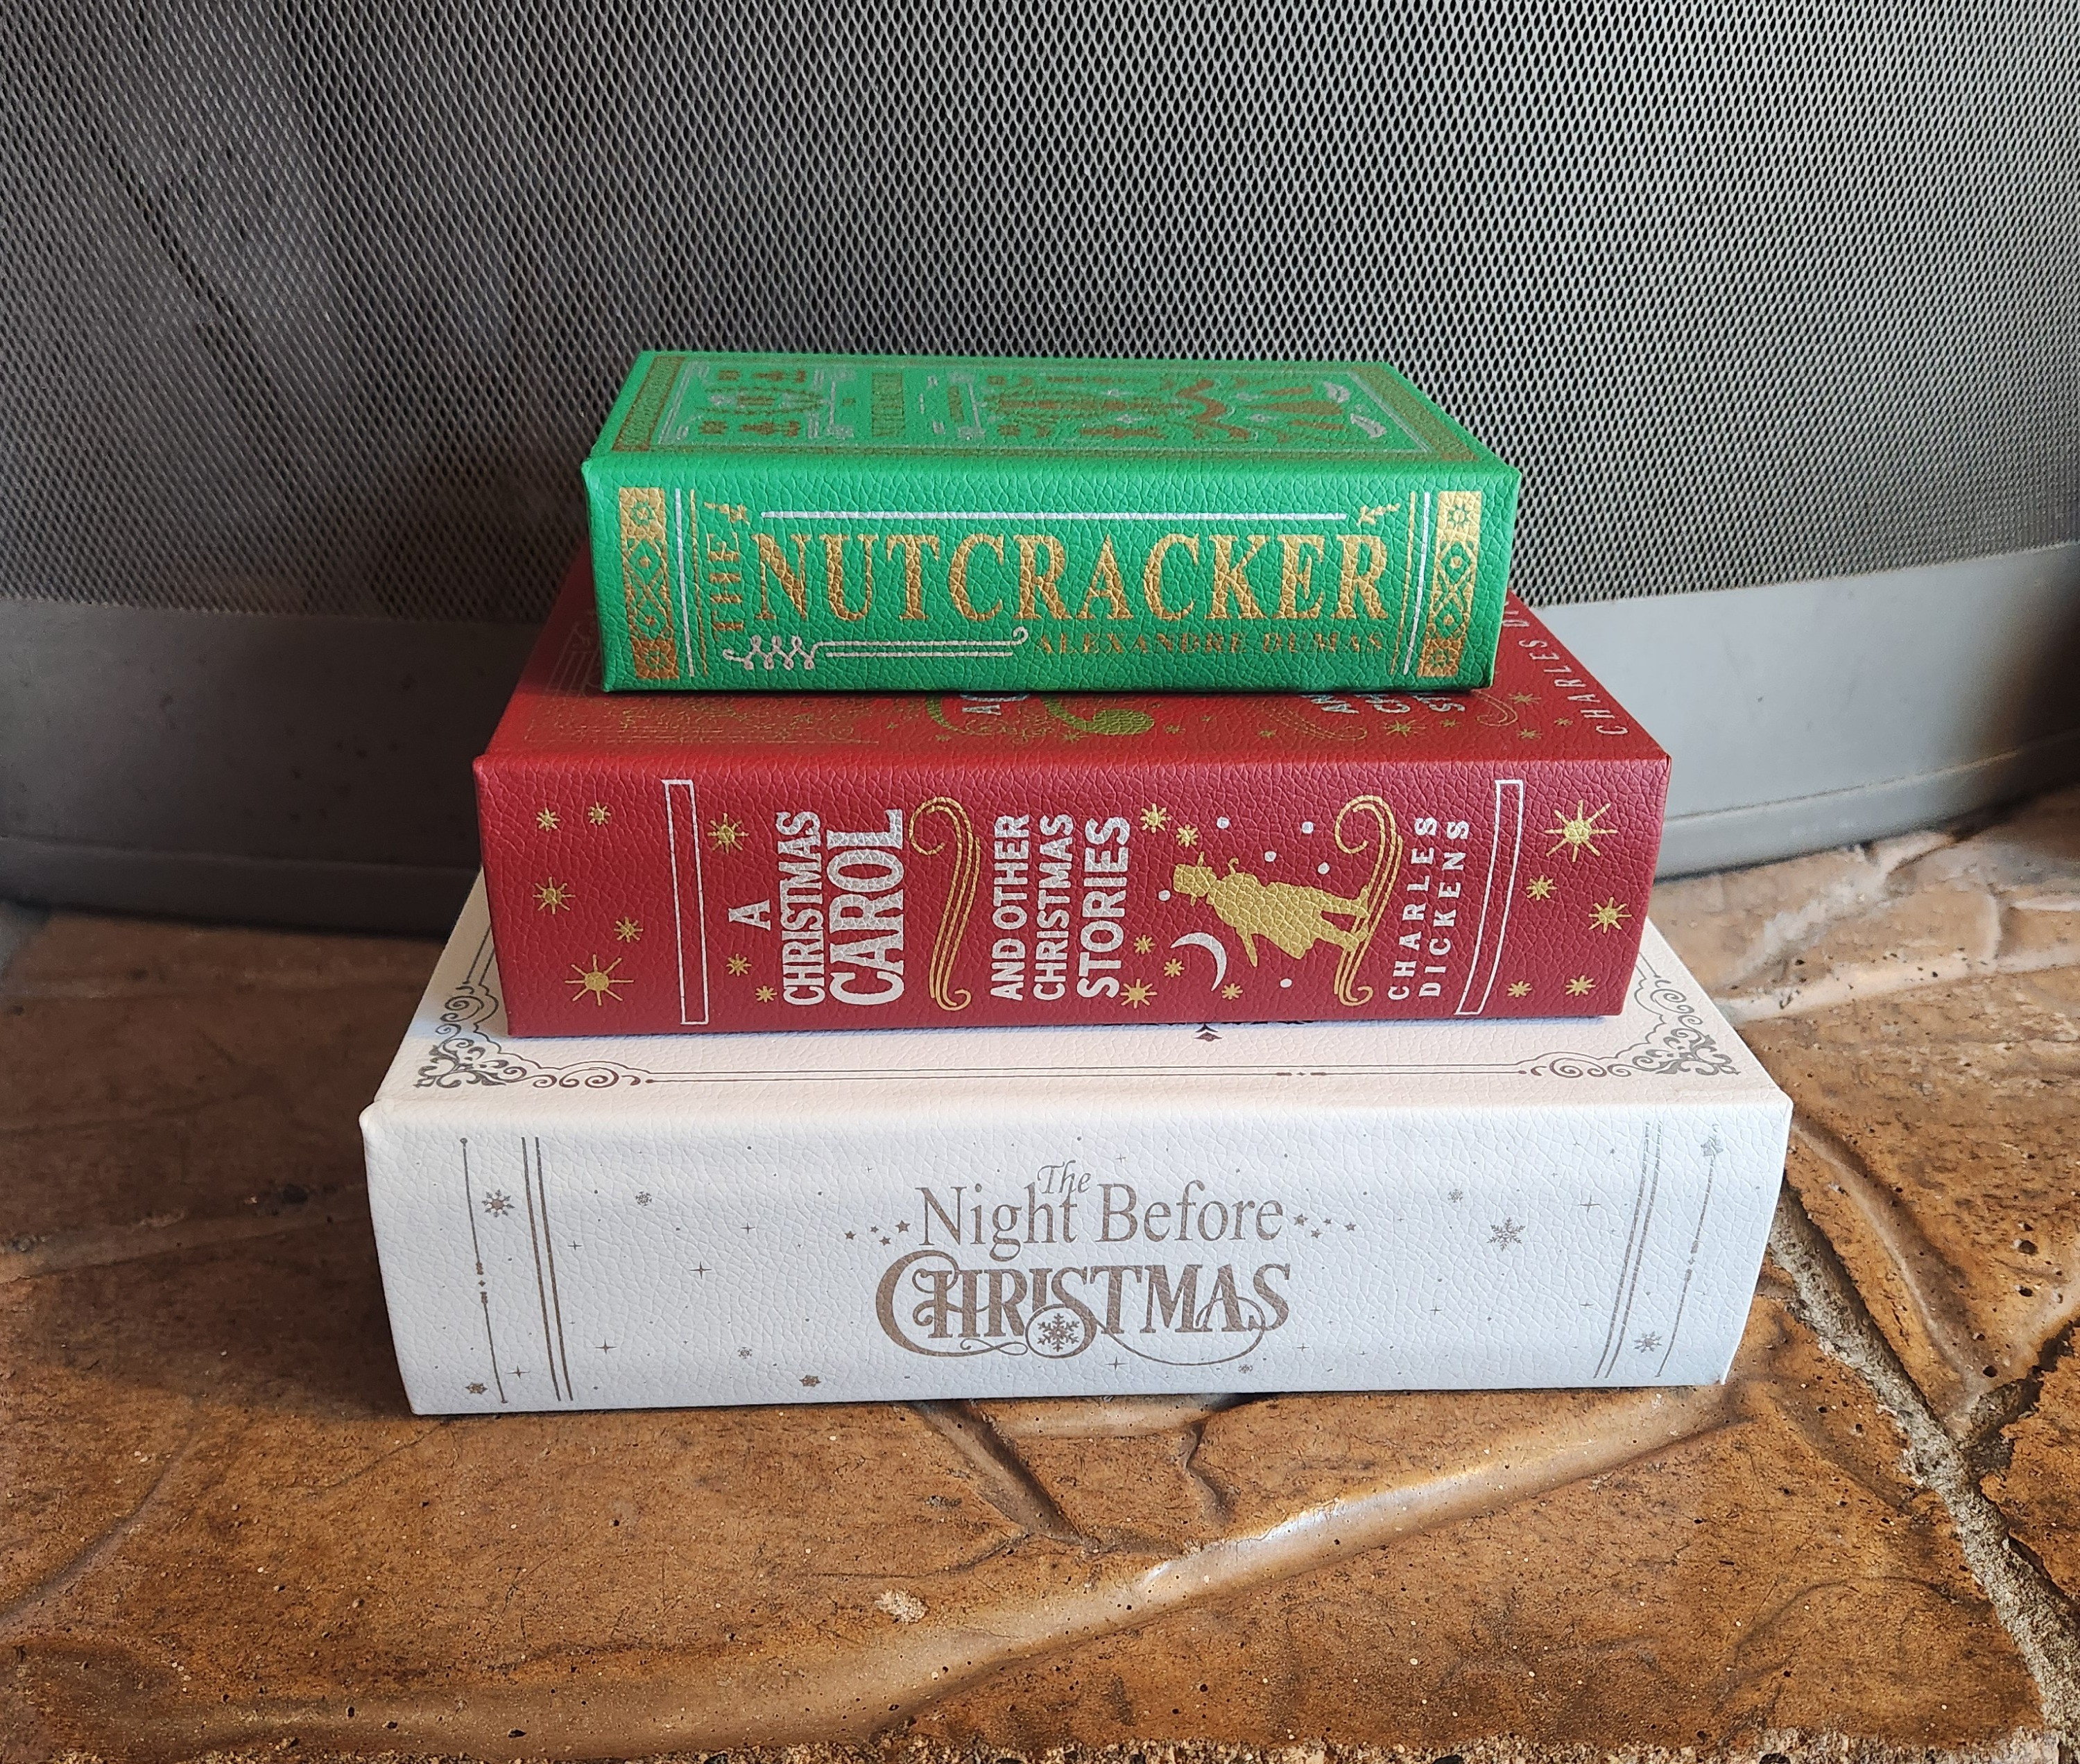 THE
NUTCRACKER
ALEXANDRE DUMAS
CHARLES
A
CHRISTMAS
CAROL
AND OTHER
CHRISTMAS
STORIES
CHARLES
DICKENS
The
Night Before
CHRISTMAS